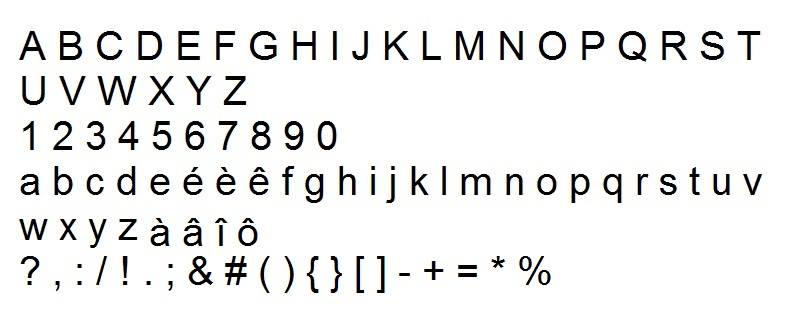 A B C D E F G H I J K L M N O P Q R S T
U V W X Y Z
1 2 3 4 5 6 7 8 9 0
a b c d e é è ê f g h i j k l m n o p q r s t u v
w x y z à â î ô
? , : / ! . ; & # ( ) { } [ ] - + = * %